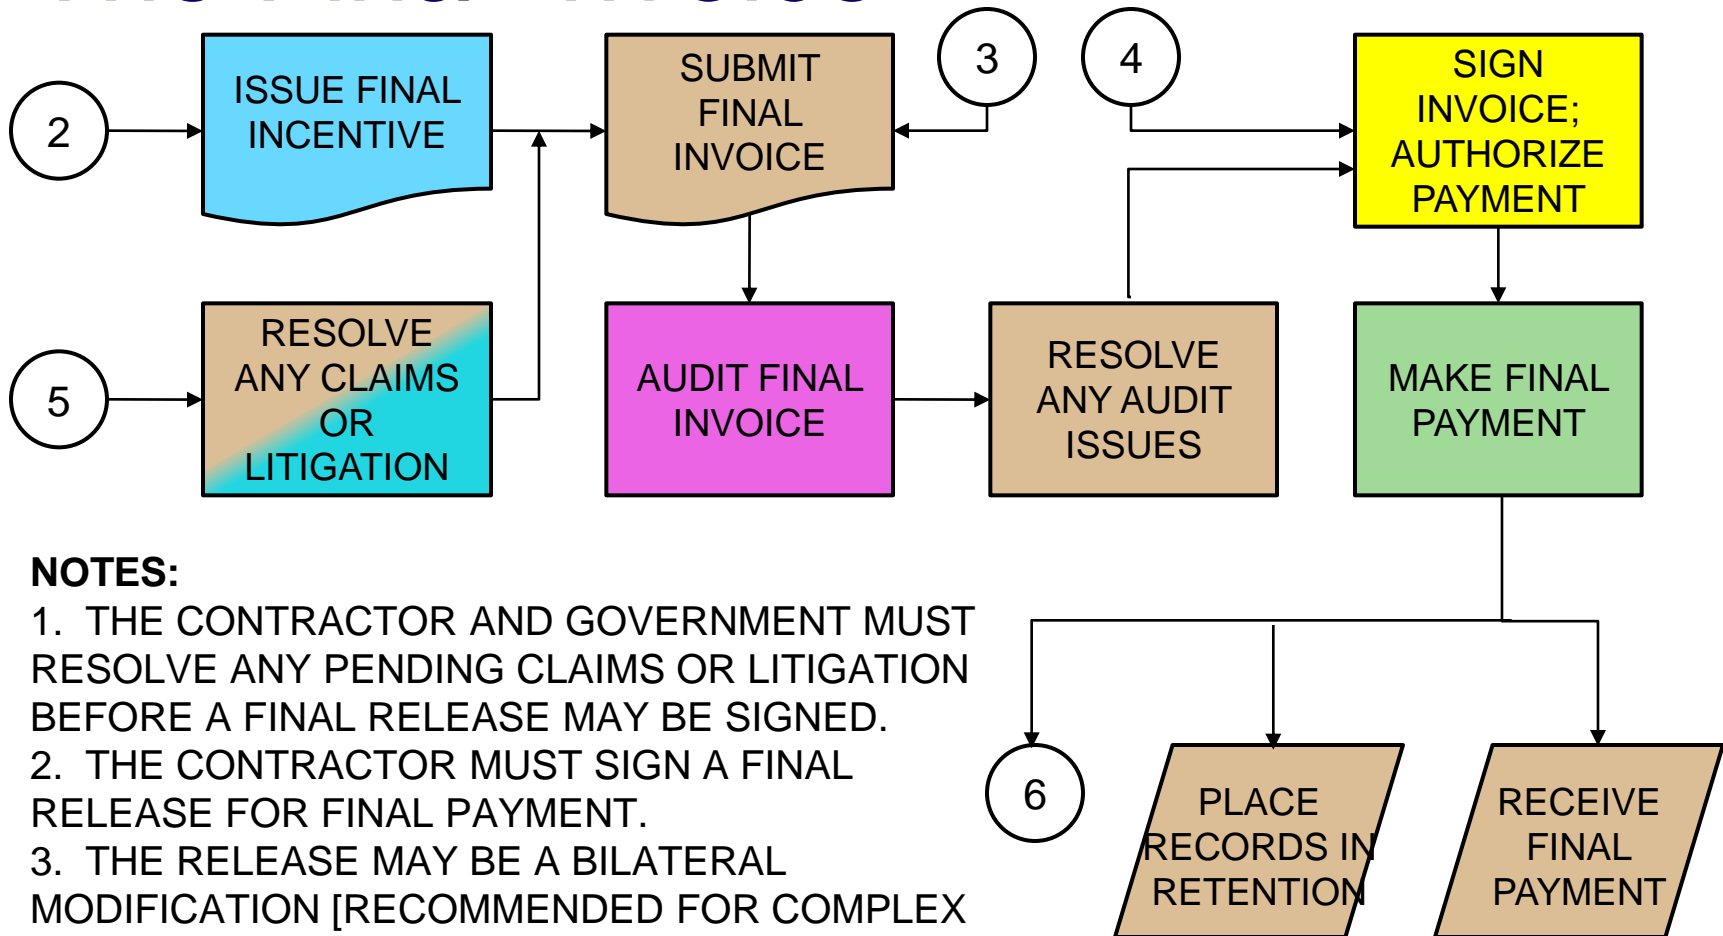 2
ISSUE FINAL
INCENTIVE
SUBMIT
FINAL
INVOICE
3
4
SIGN
INVOICE;
AUTHORIZE
PAYMENT
5
RESOLVE
ANY CLAIMS
OR
LITIGATION
AUDIT FINAL
INVOICE
RESOLVE
ANY AUDIT
ISSUES
MAKE FINAL
PAYMENT
NOTES:
1. THE CONTRACTOR AND GOVERNMENT MUST
RESOLVE ANY PENDING CLAIMS OR LITIGATION
BEFORE A FINAL RELEASE MAY BE SIGNED.
2. THE CONTRACTOR MUST SIGN A FINAL
RELEASE FOR FINAL PAYMENT.
3. THE RELEASE MAY BE A BILATERAL
MODIFICATION [RECOMMENDED FOR COMPLEX
6
PLACE
RECORDS IN
RETENTION
RECEIVE
FINAL
PAYMENT